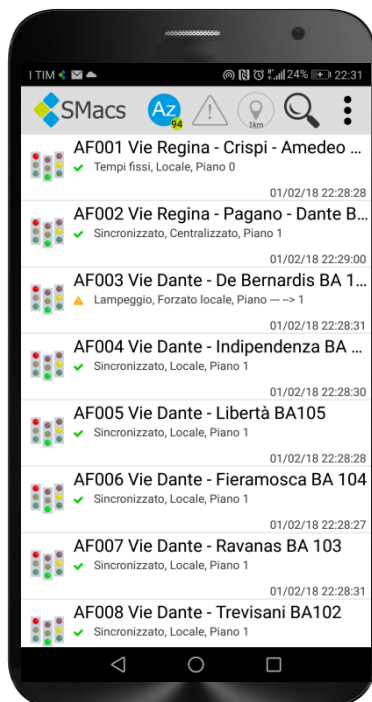 I TIM 24% 22:31
SMacs Az 94 1km
AF001 Vie Regina - Crispi - Amedeo ...
Tempi fissi, Locale, Piano 0
01/02/18 22:28:28
AF002 Vie Regina - Pagano - Dante B...
Sincronizzato, Centralizzato, Piano 1
01/02/18 22:29:00
AF003 Vie Dante - De Bernardis BA 1...
Lampeggio, Forzato locale, Piano --- --> 1
01/02/18 22:28:31
AF004 Vie Dante - Indipendenza BA ...
Sincronizzato, Locale, Piano 1
01/02/18 22:28:30
AF005 Vie Dante - Libertà BA105
Sincronizzato, Locale, Piano 1
01/02/18 22:28:28
AF006 Vie Dante - Fieramosca BA 104
Sincronizzato, Locale, Piano 1
01/02/18 22:28:27
AF007 Vie Dante - Ravanas BA 103
Sincronizzato, Locale, Piano 1
01/02/18 22:28:31
AF008 Vie Dante - Trevisani BA102
Sincronizzato, Locale, Piano 1